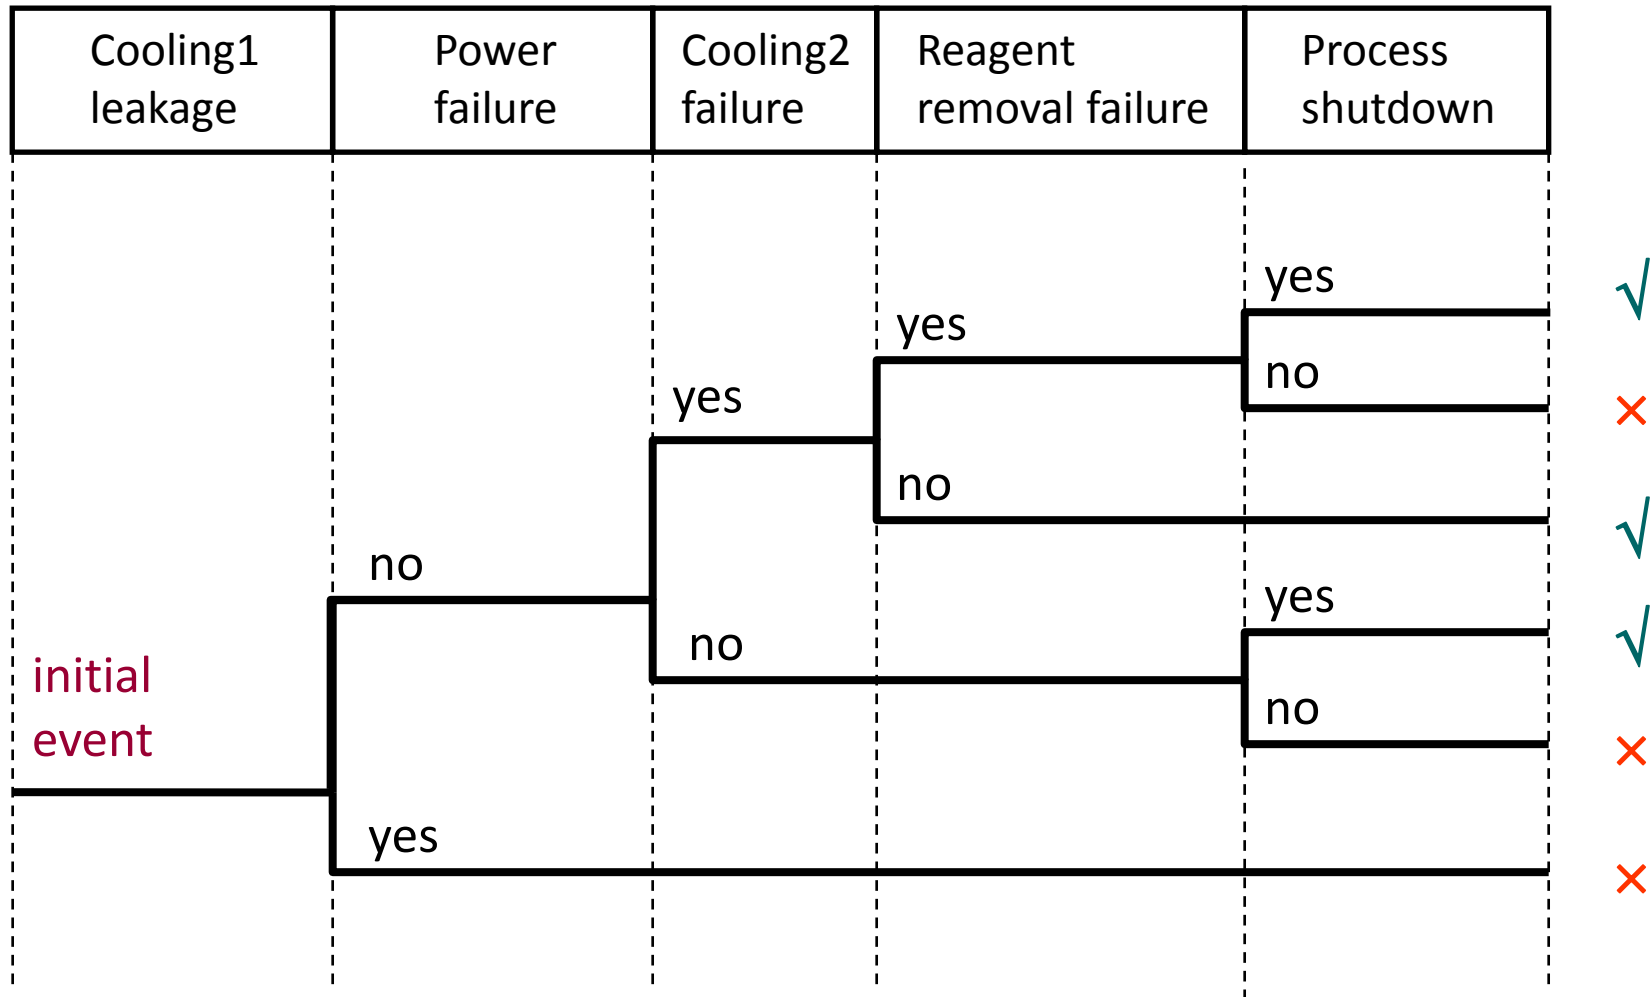 Cooling1
leakage
Power
failure
Cooling2
failure
Reagent
removal failure
Process
shutdown
yes
√
yes
no
yes
×
no
√
no
yes
√
no
initial
event
no
×
yes
×